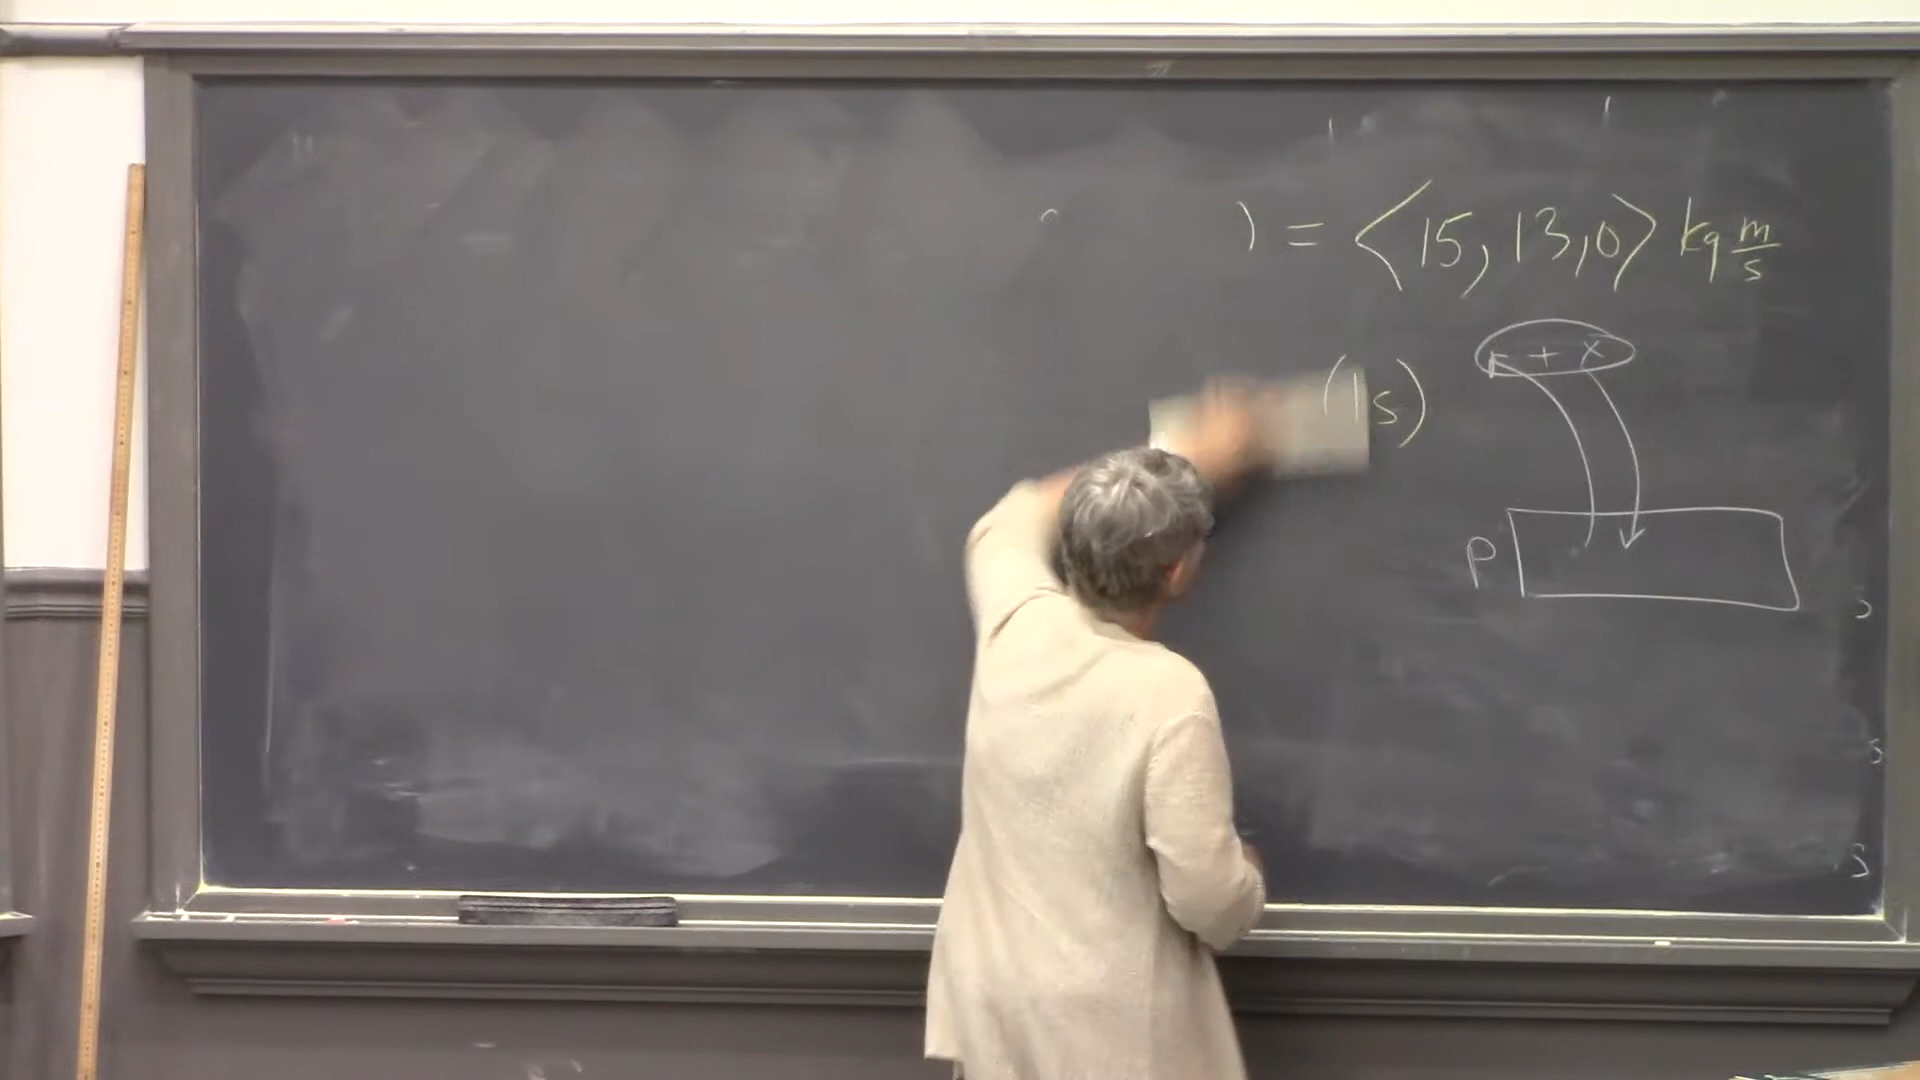 ) = <15, 13, 0> kg m/s
(1s)
+ x
P
s
s